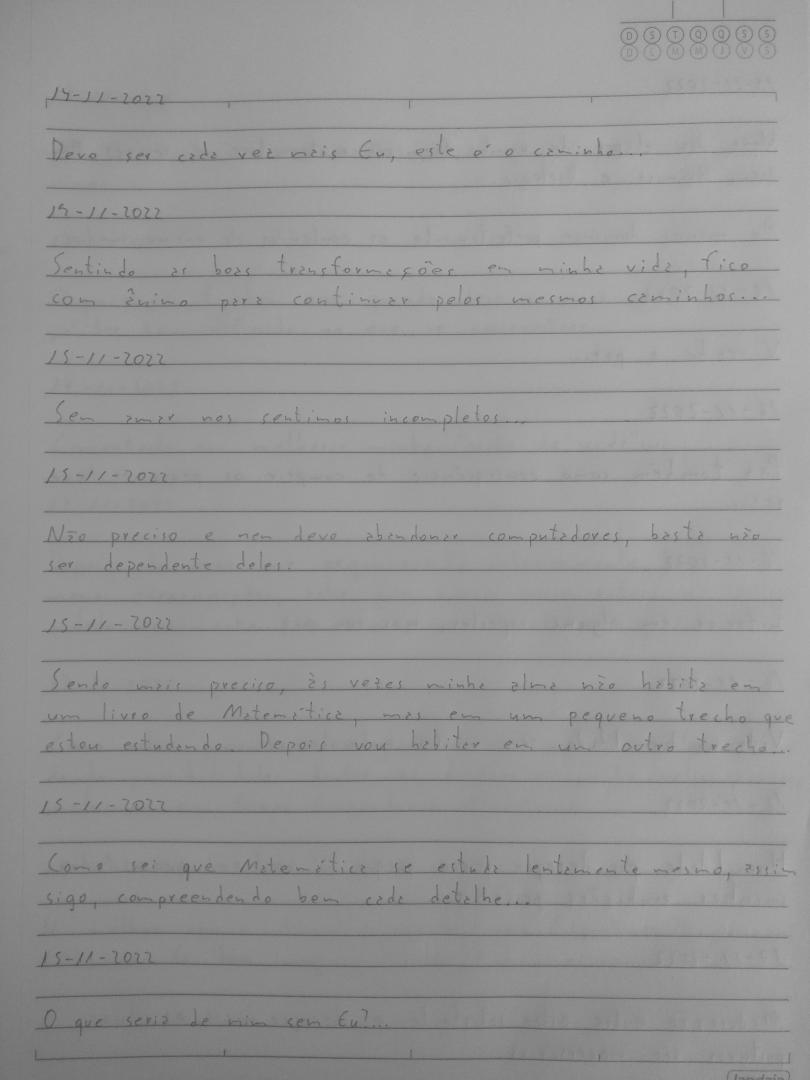 D S T Q Q S S
D L M M J V S
14-11-2022
Devo ser cada vez mais Eu, este é o caminho...
14-11-2022
Sentindo as boas transformações em minha vida, fico
com ânimo para continuar pelos mesmos caminhos...
15-11-2022
Sem amar nos sentimos incompletos...
15-11-2022
Não preciso e nem devo abandonar computadores, basta não
ser dependente deles.
15-11-2022
Sendo mais preciso, às vezes minha alma não habita em
um livro de Matemática, mas em um pequeno trecho que
estou estudando. Depois vou habitar em um outro trecho...
15-11-2022
Como sei que Matemática se estuda lentamente mesmo, assim
sigo, compreendendo bem cada detalhe...
15-11-2022
O que seria de mim sem Eu?...